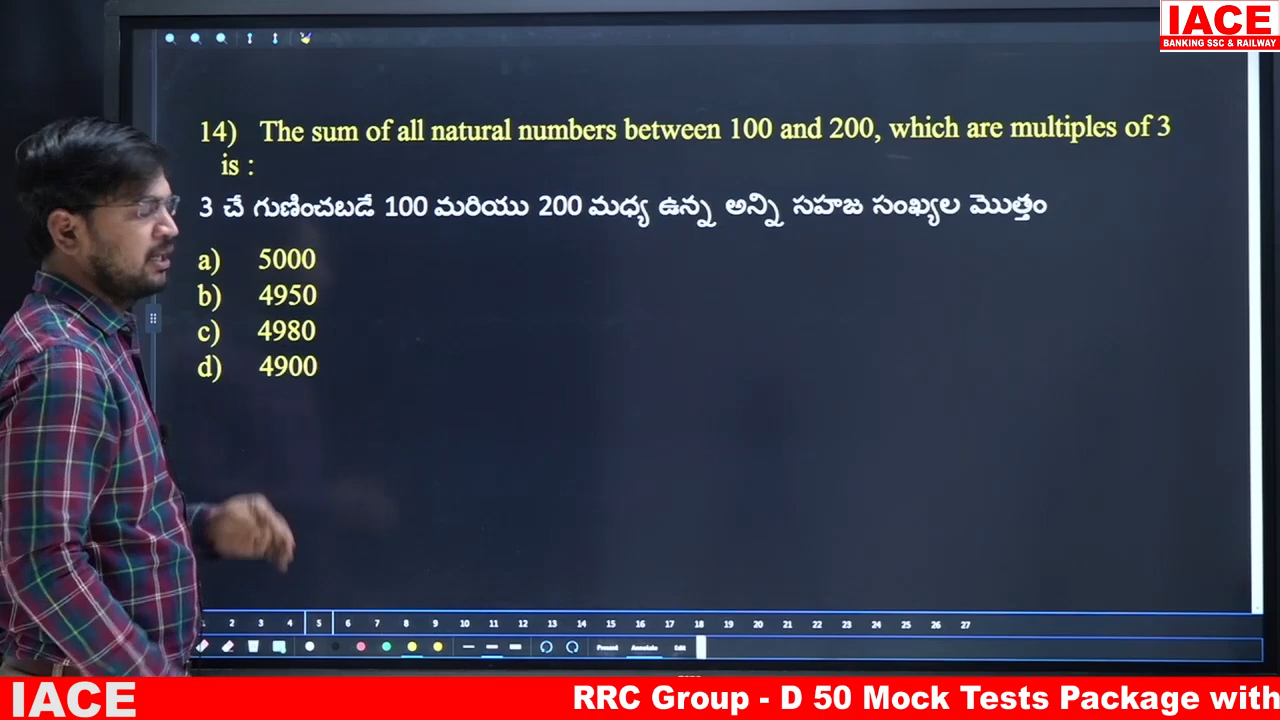 IACE
BANKING SSC & RAILWAY
14) The sum of all natural numbers between 100 and 200, which are multiples of 3
is :
3 చే గుణించబడే 100 మరియు 200 మధ్య ఉన్న అన్ని సహజ సంఖ్యల మొత్తం
a) 5000
b) 4950
c) 4980
d) 4900
2 3 4 5 6 7 8 9 10 11 12 13 14 15 16 17 18 19 20 21 22 23 24 25 26 27
Present Annotate Edit
IACE
RRC Group - D 50 Mock Tests Package with